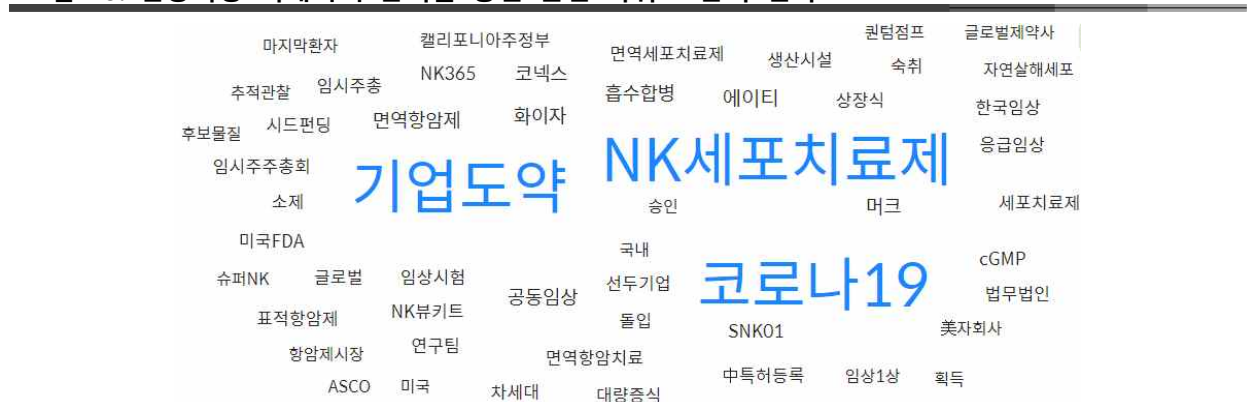 마지막환자 캘리포니아주정부 면역세포치료제 생산시설 퀀텀점프 글로벌제약사
추적관찰 임시주총 NK365 코넥스 흡수합병 에이티 상장식 숙취 자연살해세포
후보물질 시드펀딩 면역항암제 화이자 한국임상
임시주주총회 기업도약 NK세포치료제 응급임상
소제 승인 머크 세포치료제
미국FDA 국내 cGMP
슈퍼NK 글로벌 임상시험 공동임상 선두기업 코로나19 법무법인
표적항암제 NK뷰키트 돌입 SNK01 美자회사
항암제시장 연구팀 면역항암치료
ASCO 미국 차세대 대량증식 中특허등록 임상1상 획득